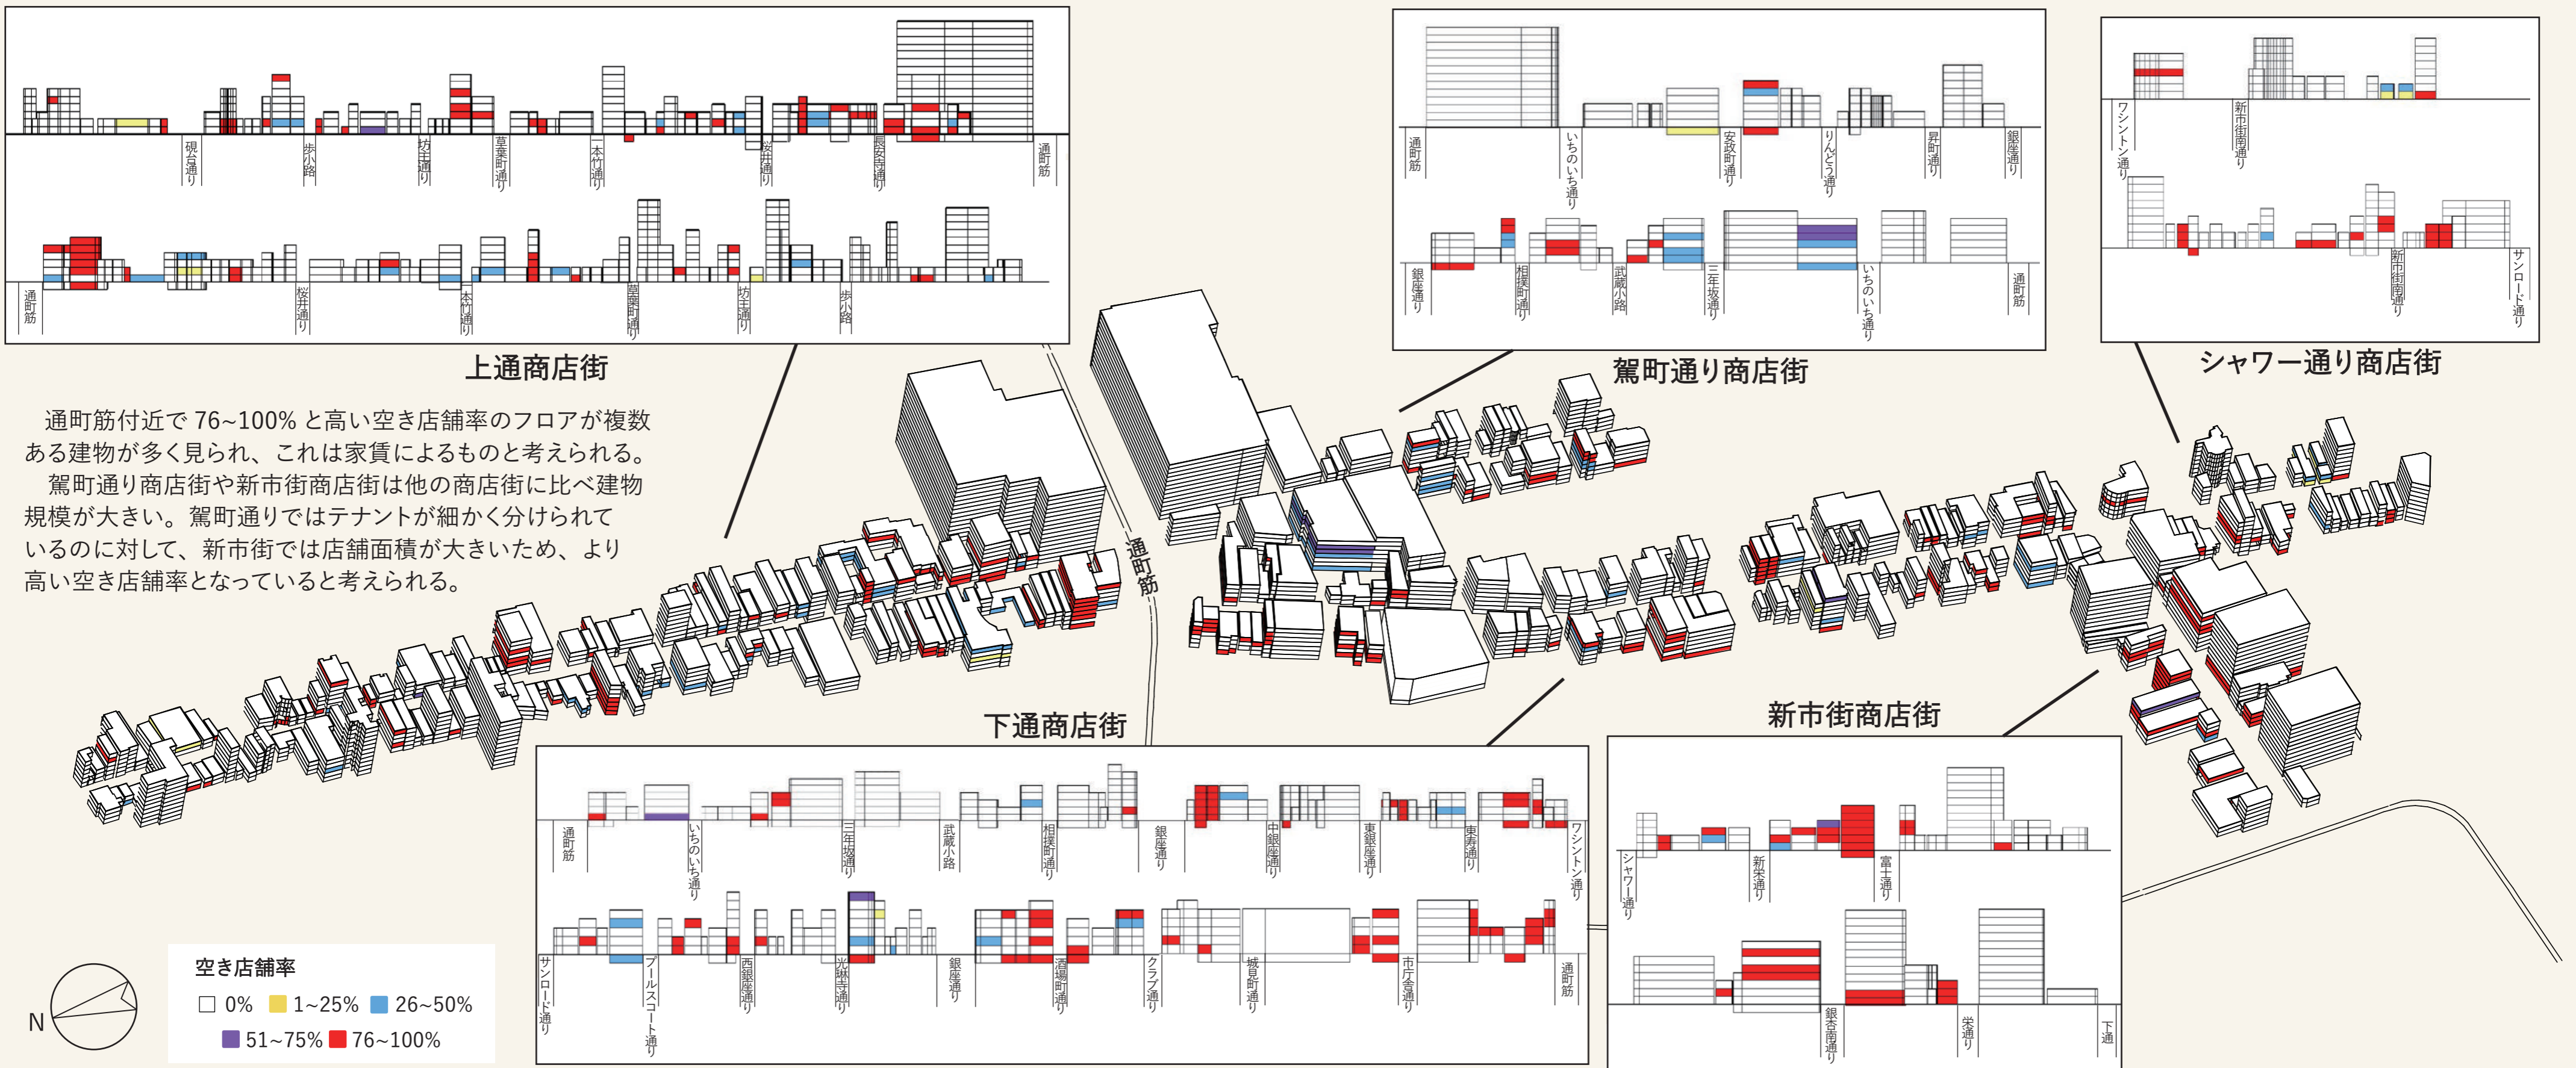 硯台通り
歩小路
坊主通り
草葉町通り
一本竹通り
桜井通り
長安寺通り
通町筋
通町筋
桜井通り
一本竹通り
草葉町通り
坊主通り
歩小路
上通商店街
通町筋
いちのいち通り
安政町通り
りんどう通り
昇町通り
銀座通り
銀座通り
相撲町通り
武蔵小路
三年坂通り
いちのいち通り
通町筋
駕町通り商店街
ワシントン通り
新市街南通り
新市街南通り
サンロード通り
シャワー通り商店街
通町筋付近で 76~100% と高い空き店舗率のフロアが複数
ある建物が多く見られ、これは家賃によるものと考えられる。
駕町通り商店街や新市街商店街は他の商店街に比べ建物
規模が大きい。駕町通りではテナントが細かく分けられて
いるのに対して、新市街では店舗面積が大きいため、より
高い空き店舗率となっていると考えられる。
通町筋
下通商店街
通町筋
いちのいち通り
三年坂通り
武蔵小路
相撲町通り
銀座通り
中銀座通り
東銀座通り
東寿通り
ワシントン通り
サンロード通り
プールスコート通り
西銀座通り
光琳寺通り
銀座通り
酒場町通り
クラブ通り
城見町通り
市庁舎通り
通町筋
新市街商店街
シャワー通り
新栄通り
富士通り
銀杏南通り
栄通り
下通
N
空き店舗率
0%
1~25%
26~50%
51~75%
76~100%